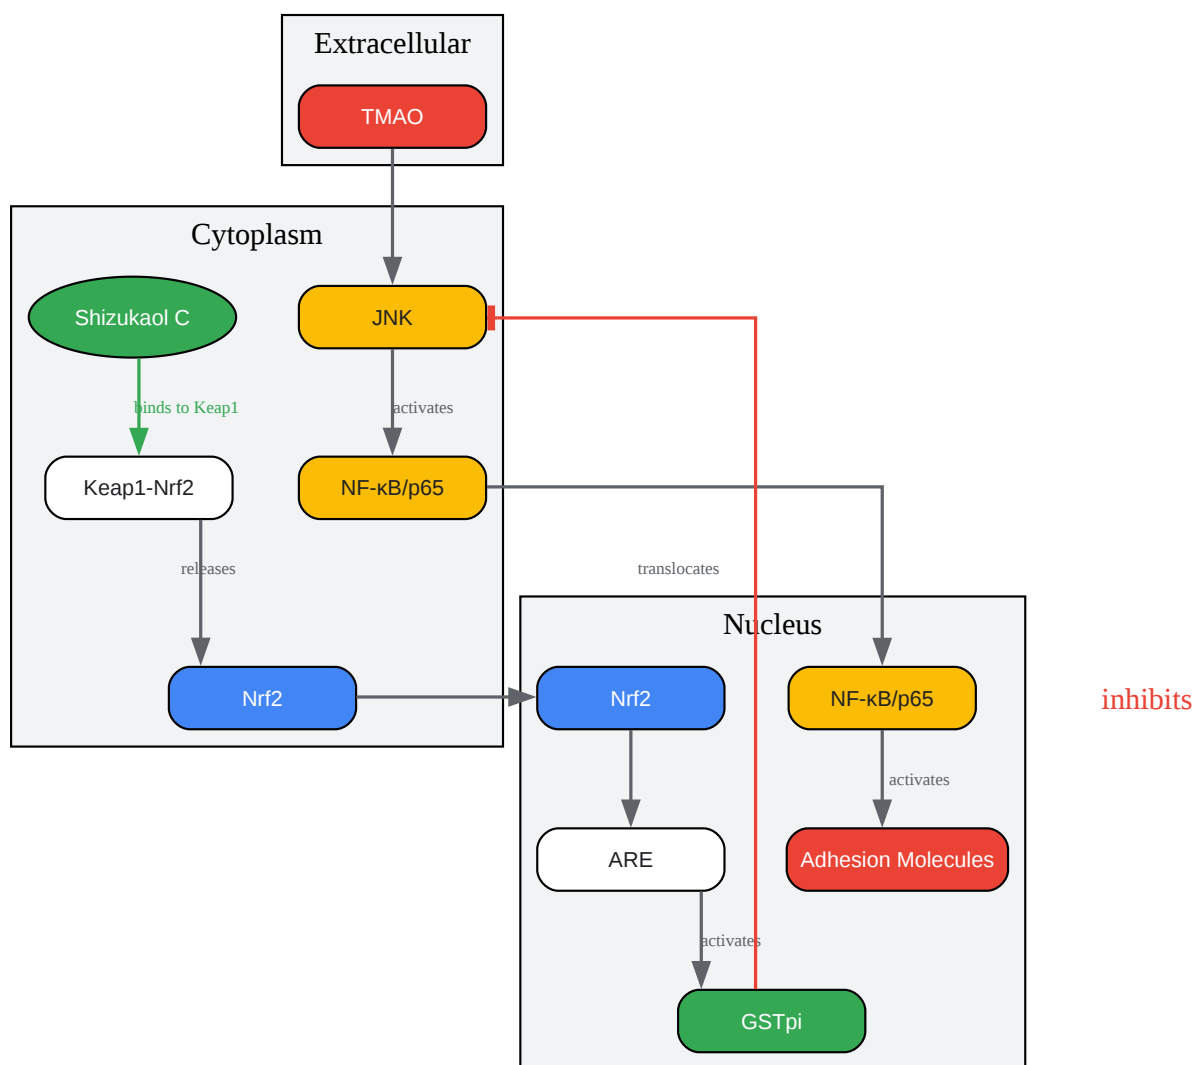 Extracellular
TMAO
Cytoplasm
Shizukaol C
JNK
binds to Keap1
activates
Keap1-Nrf2
NF-κB/p65
releases
translocates
Nucleus
Nrf2
Nrf2
NF-κB/p65
inhibits
activates
ARE
Adhesion Molecules
activates
GSTpi